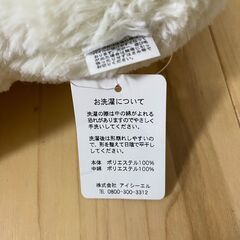 お洗濯について
洗濯の際は中の綿がよれる
恐れがありますのでやさしく
手洗いしてください。
洗濯後は形崩れしやすいの
で、形を整えて日陰で平干し
してください。
本体 ポリエステル100%
中綿 ポリエステル100%
株式会社 アイシーエル
TEL 0800-300-3312